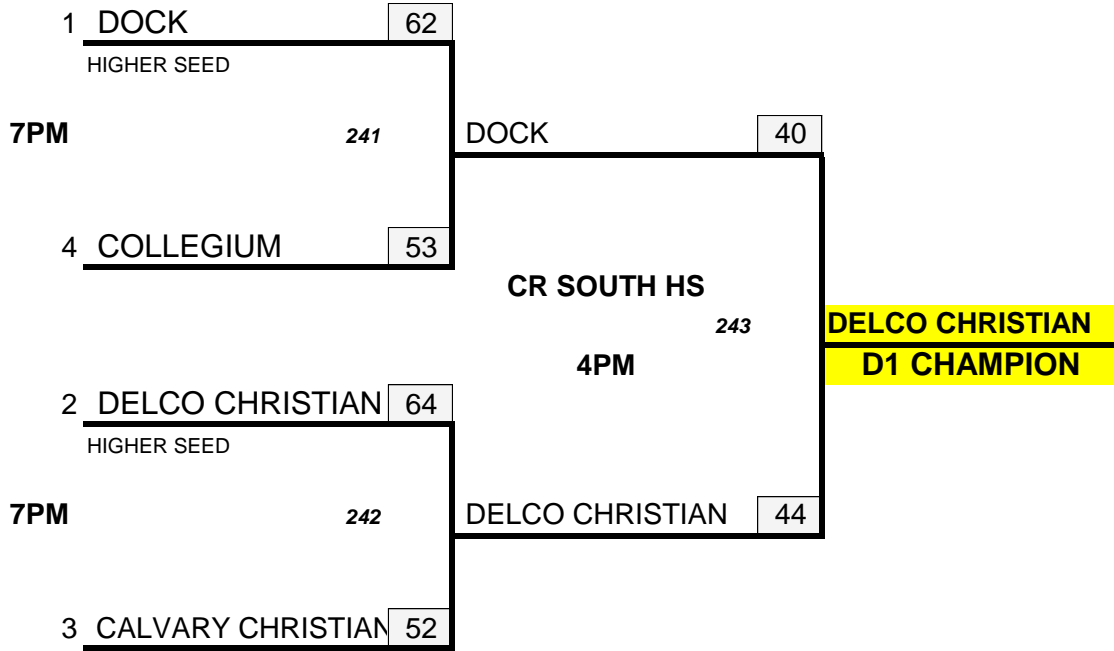 1 DOCK 62
HIGHER SEED
7PM 241 DOCK 40
4 COLLEGIUM 53
CR SOUTH HS
243 DELCO CHRISTIAN
4PM D1 CHAMPION
2 DELCO CHRISTIAN 64
HIGHER SEED
7PM 242 DELCO CHRISTIAN 44
3 CALVARY CHRISTIAN 52